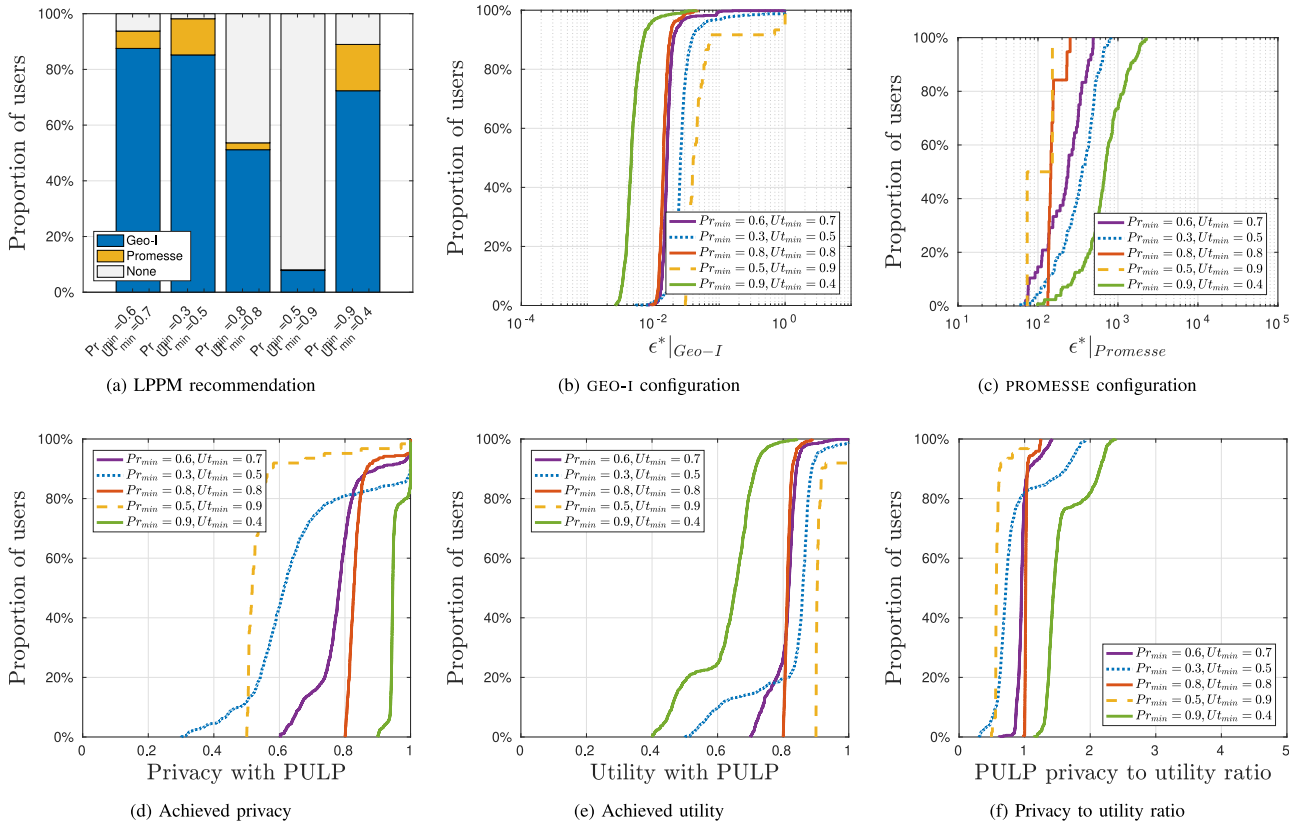 100%
80%
60%
40%
20%
0%
Proportion of users
Geo-I
Promesse
None
Pr_min =0.6
Ut_min =0.7
Pr_min =0.3
Ut_min =0.5
Pr_min =0.8
Ut_min =0.8
Pr_min =0.5
Ut_min =0.9
Pr_min =0.9
Ut_min =0.4
(a) LPPM recommendation
100%
80%
60%
40%
20%
0%
Proportion of users
Pr_min = 0.6, Ut_min = 0.7
Pr_min = 0.3, Ut_min = 0.5
Pr_min = 0.8, Ut_min = 0.8
Pr_min = 0.5, Ut_min = 0.9
Pr_min = 0.9, Ut_min = 0.4
10^-4 10^-2 10^0
ϵ*|_Geo−I
(b) GEO-I configuration
100%
80%
60%
40%
20%
0%
Proportion of users
Pr_min = 0.6, Ut_min = 0.7
Pr_min = 0.3, Ut_min = 0.5
Pr_min = 0.8, Ut_min = 0.8
Pr_min = 0.5, Ut_min = 0.9
Pr_min = 0.9, Ut_min = 0.4
10^1 10^2 10^3 10^4 10^5
ϵ*|_Promesse
(c) PROMESSE configuration
100%
80%
60%
40%
20%
0%
Proportion of users
Pr_min = 0.6, Ut_min = 0.7
Pr_min = 0.3, Ut_min = 0.5
Pr_min = 0.8, Ut_min = 0.8
Pr_min = 0.5, Ut_min = 0.9
Pr_min = 0.9, Ut_min = 0.4
0 0.2 0.4 0.6 0.8 1
Privacy with PULP
(d) Achieved privacy
100%
80%
60%
40%
20%
0%
Proportion of users
Pr_min = 0.6, Ut_min = 0.7
Pr_min = 0.3, Ut_min = 0.5
Pr_min = 0.8, Ut_min = 0.8
Pr_min = 0.5, Ut_min = 0.9
Pr_min = 0.9, Ut_min = 0.4
0 0.2 0.4 0.6 0.8 1
Utility with PULP
(e) Achieved utility
100%
80%
60%
40%
20%
0%
Proportion of users
Pr_min = 0.6, Ut_min = 0.7
Pr_min = 0.3, Ut_min = 0.5
Pr_min = 0.8, Ut_min = 0.8
Pr_min = 0.5, Ut_min = 0.9
Pr_min = 0.9, Ut_min = 0.4
0 1 2 3 4 5
PULP privacy to utility ratio
(f) Privacy to utility ratio